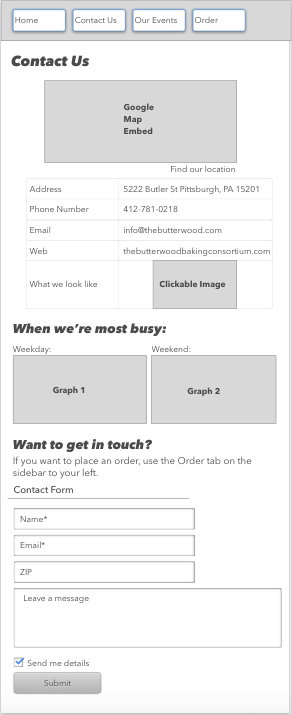 Home
Contact Us
Our Events
Order
Contact Us
Google
Map
Embed
Find our location
Address
5222 Butler St Pittsburgh, PA 15201
Phone Number
412-781-0218
Email
info@thebutterwood.com
Web
thebutterwoodbakingconsortium.com
What we look like
Clickable Image
When we're most busy:
Weekday:
Weekend:
Graph 1
Graph 2
Want to get in touch?
If you want to place an order, use the Order tab on the
sidebar to your left.
Contact Form
Name*
Email*
ZIP
Leave a message
Send me details
Submit